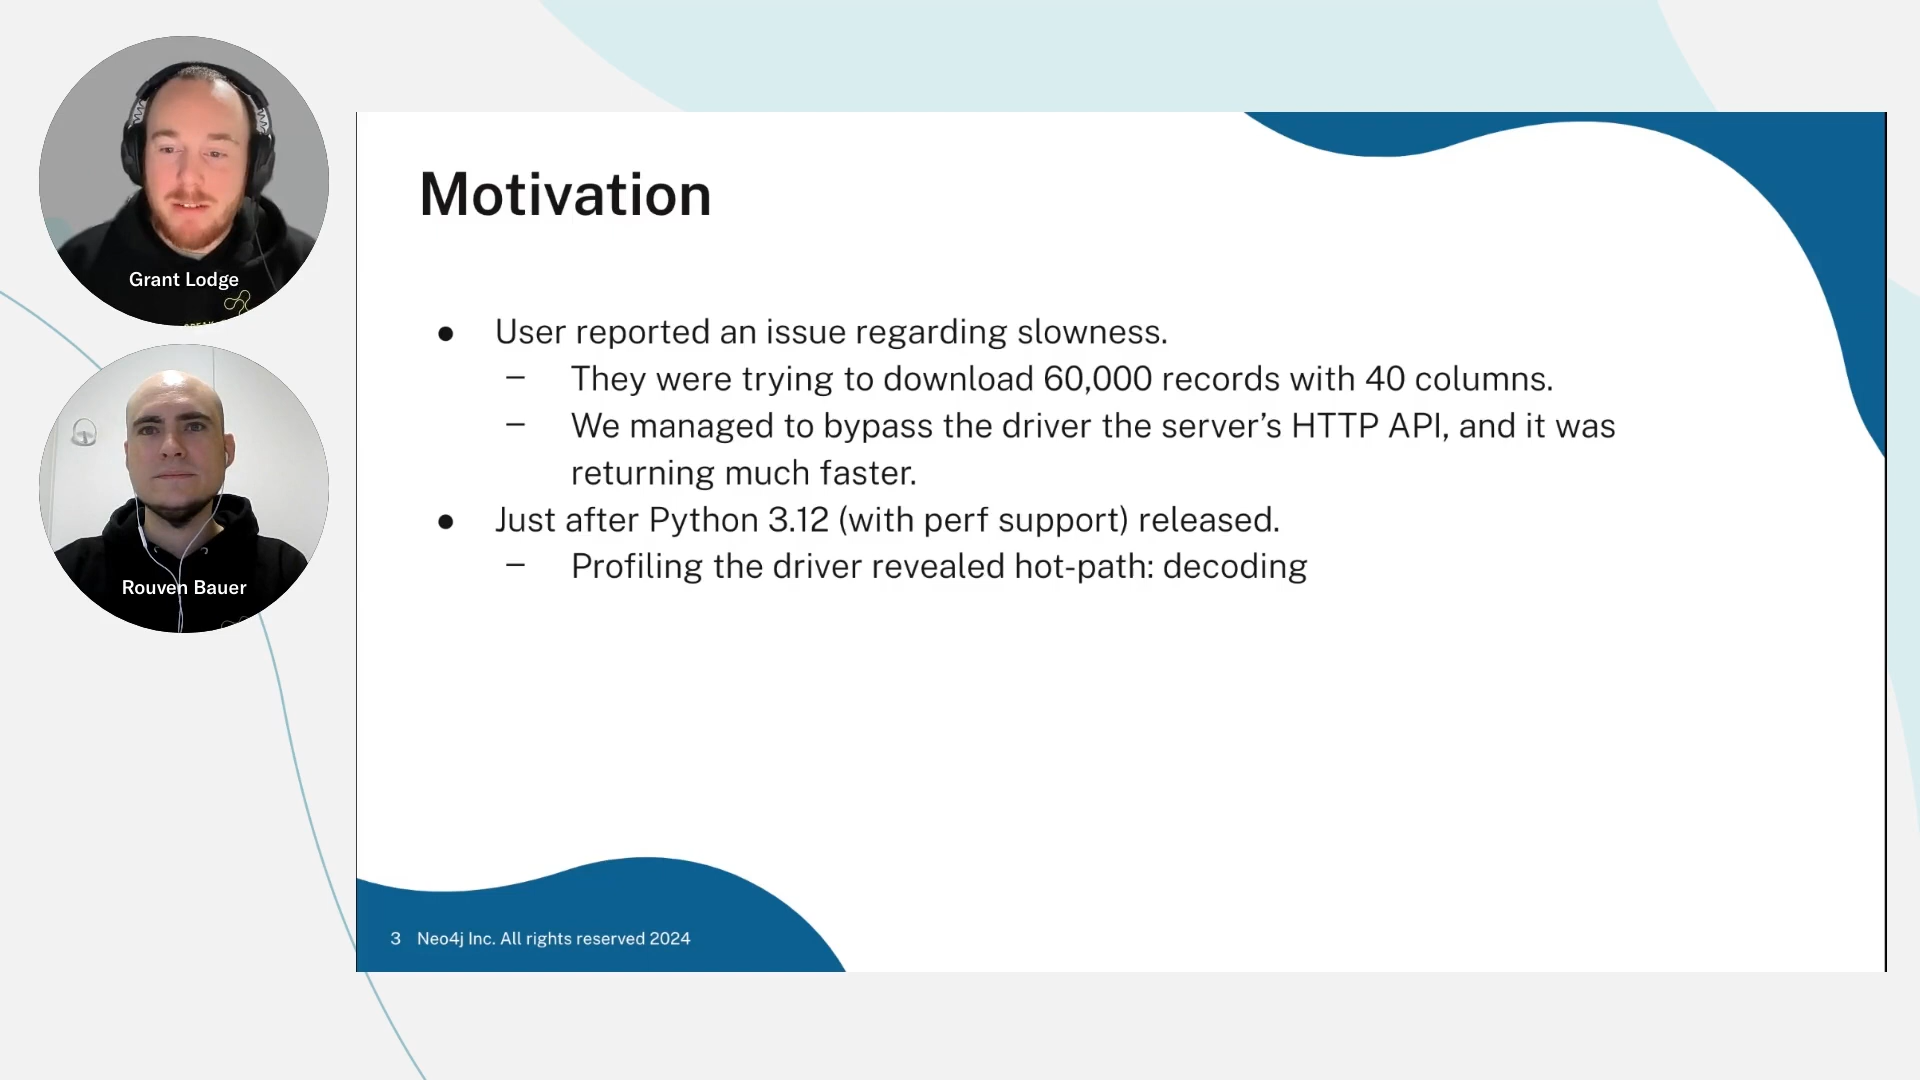 Grant Lodge
Rouven Bauer
Motivation
● User reported an issue regarding slowness.
– They were trying to download 60,000 records with 40 columns.
– We managed to bypass the driver the server’s HTTP API, and it was
returning much faster.
● Just after Python 3.12 (with perf support) released.
– Profiling the driver revealed hot-path: decoding
3 Neo4j Inc. All rights reserved 2024